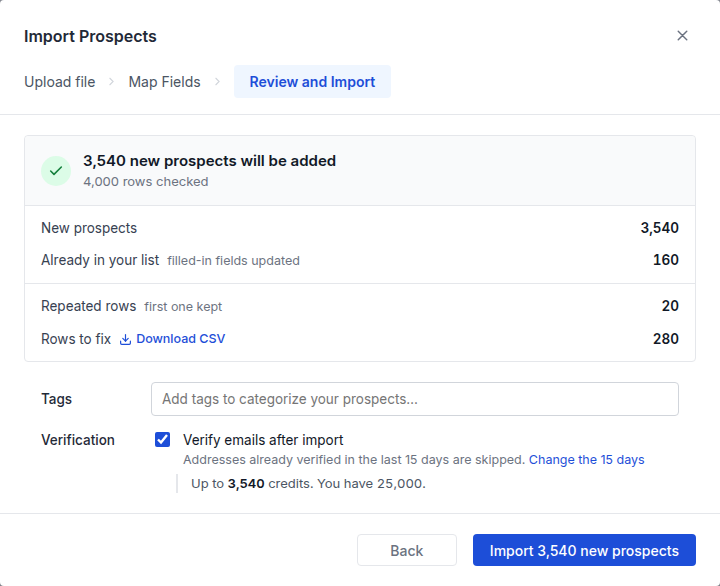 Import Prospects
Upload file > Map Fields > Review and Import
3,540 new prospects will be added
4,000 rows checked
New prospects 3,540
Already in your list filled-in fields updated 160
Repeated rows first one kept 20
Rows to fix Download CSV 280
Tags Add tags to categorize your prospects...
Verification Verify emails after import
Addresses already verified in the last 15 days are skipped. Change the 15 days
Up to 3,540 credits. You have 25,000.
Back Import 3,540 new prospects